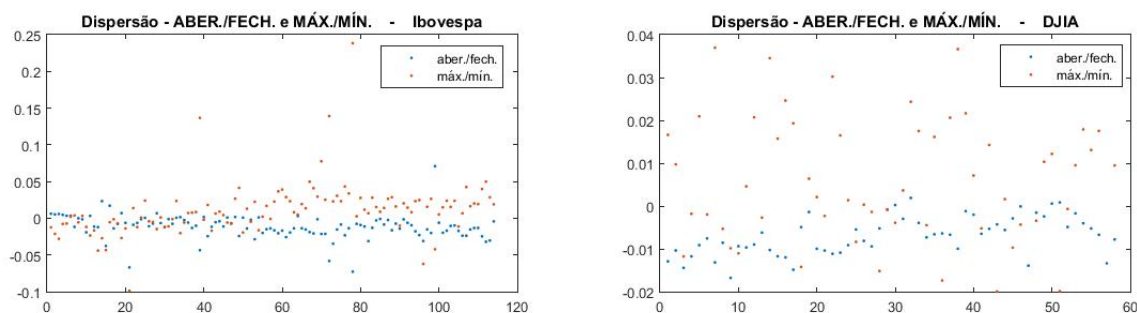 Dispersão - ABER./FECH. e MÁX./MÍN. - Ibovespa
0.25
0.2
0.15
0.1
0.05
0
-0.05
-0.1
aber./fech.
máx./mín.
0 20 40 60 80 100 120
Dispersão - ABER./FECH. e MÁX./MÍN. - DJIA
0.04
0.03
0.02
0.01
0
-0.01
-0.02
aber./fech.
máx./mín.
0 10 20 30 40 50 60